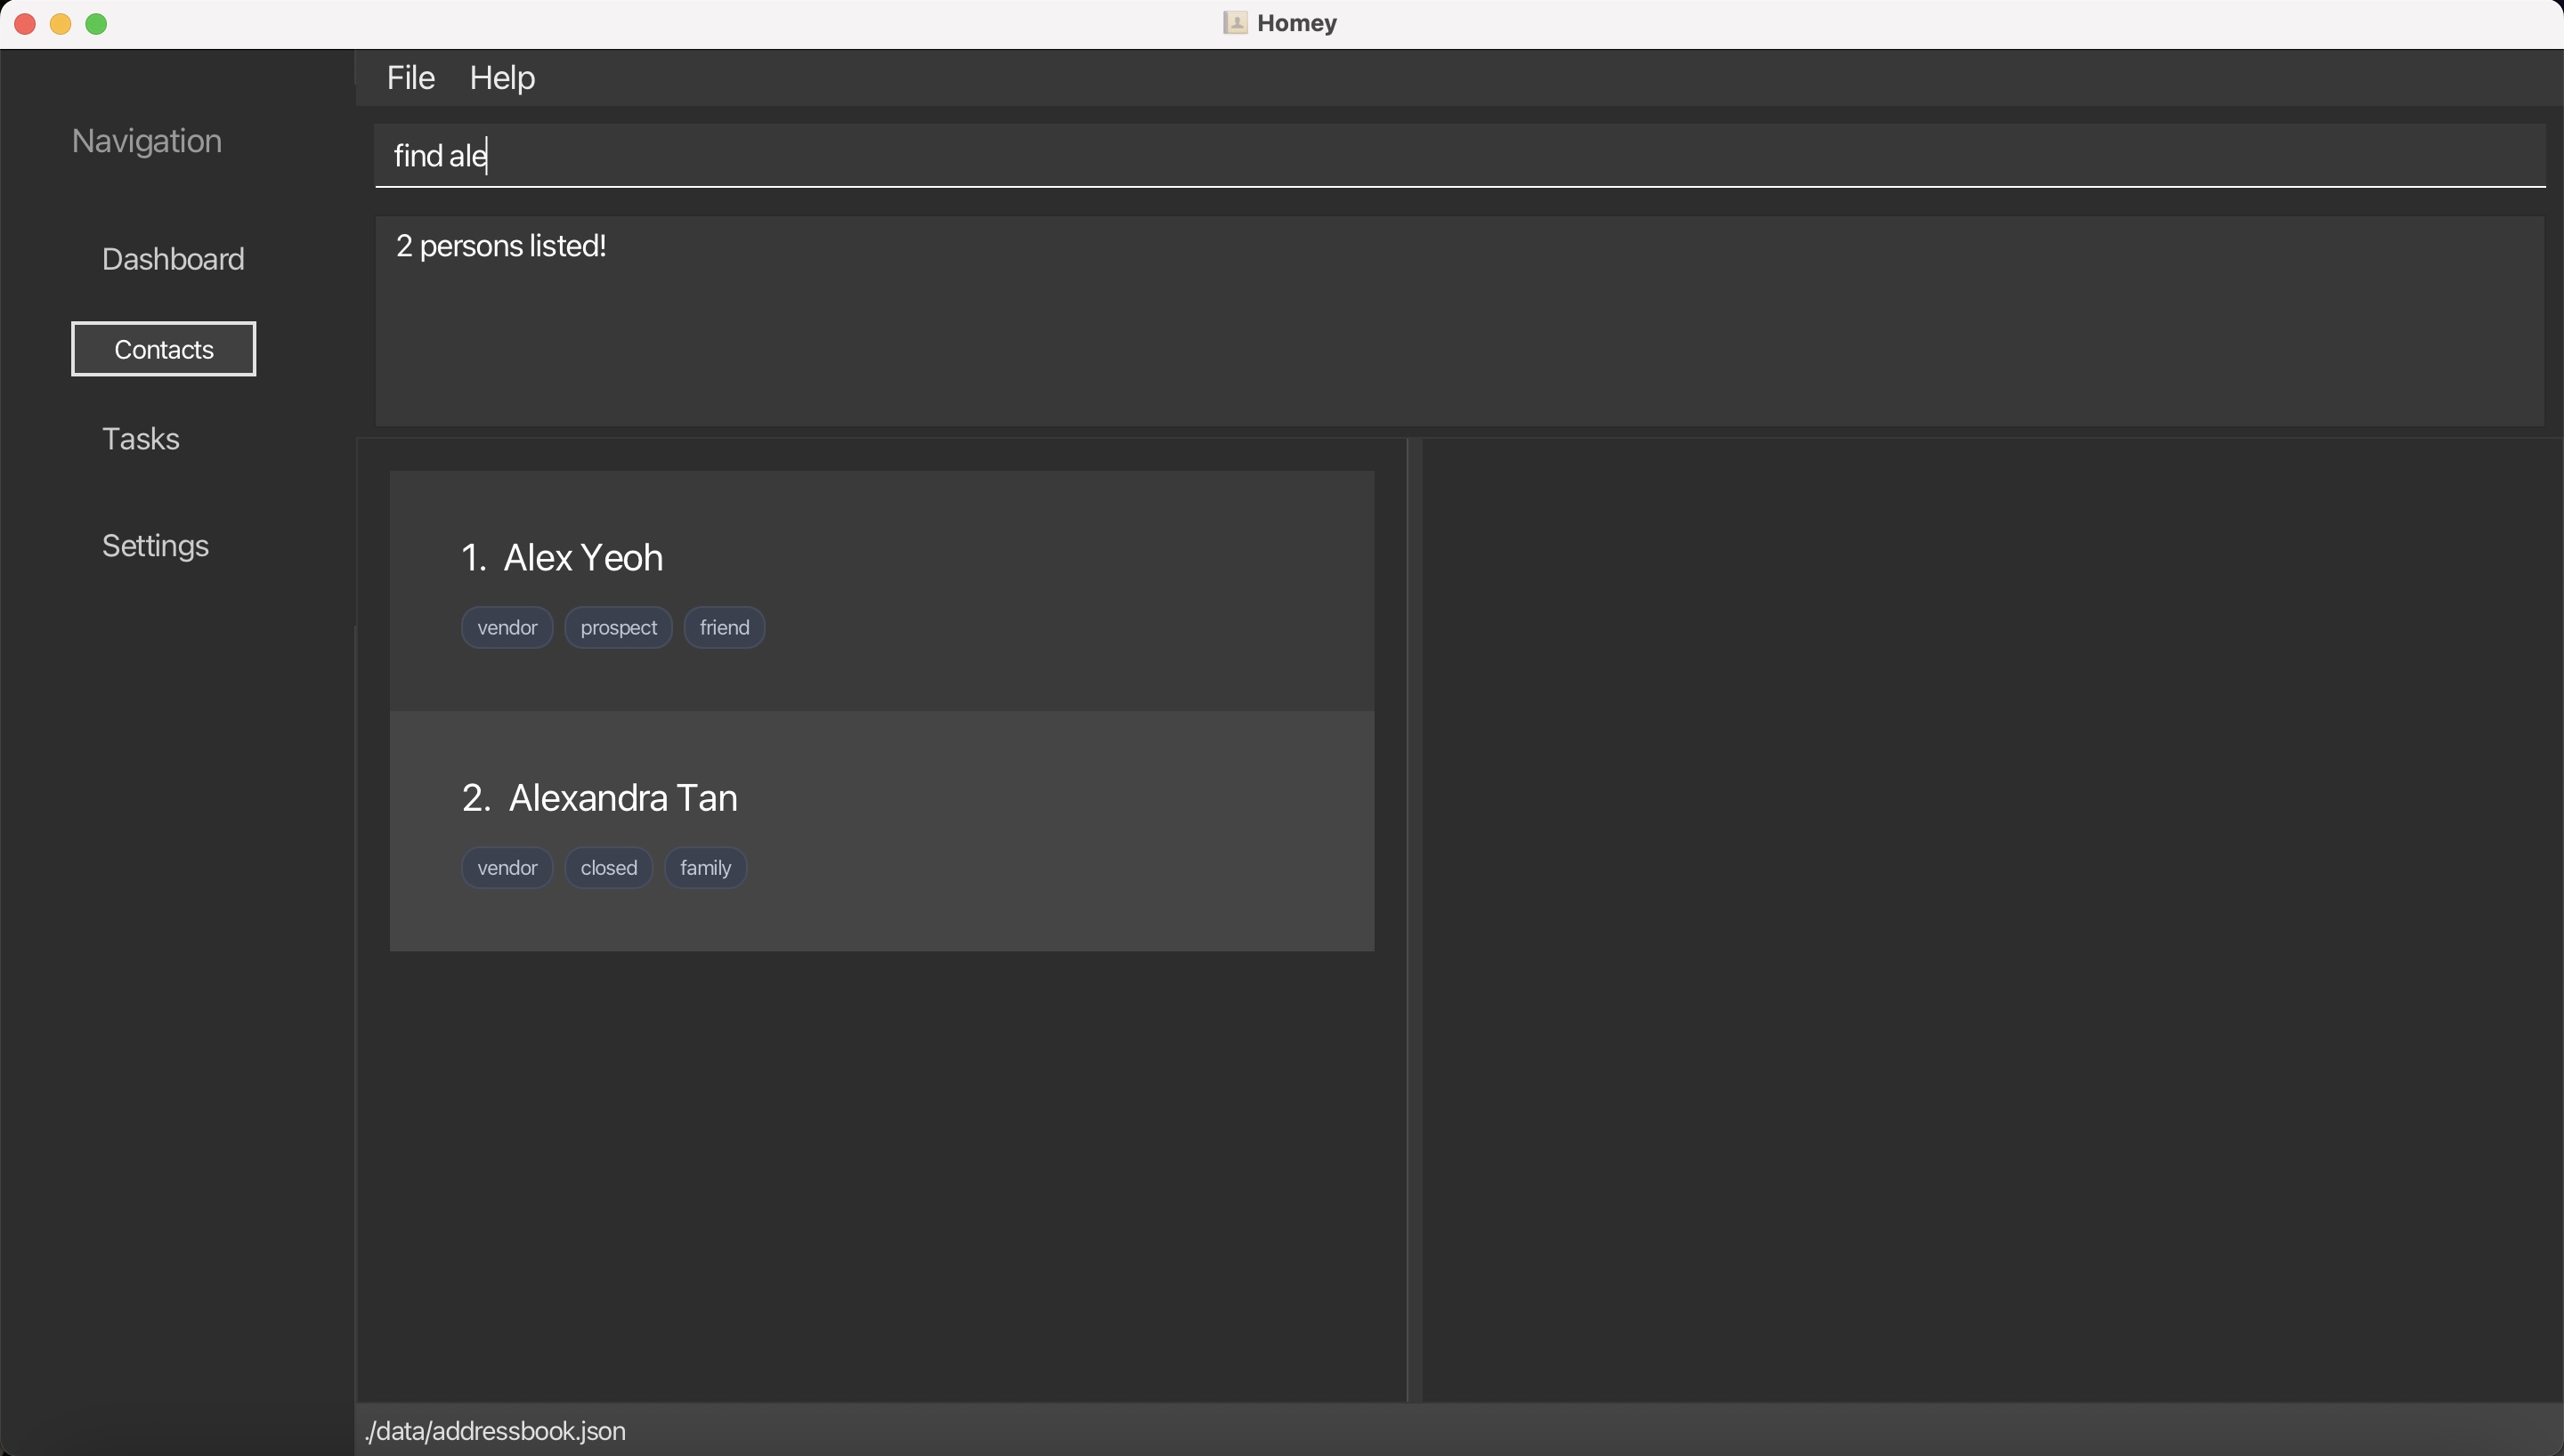 Homey
File Help
Navigation
Dashboard
Contacts
Tasks
Settings
find ale
2 persons listed!
1. Alex Yeoh
vendor prospect friend
2. Alexandra Tan
vendor closed family
./data/addressbook.json